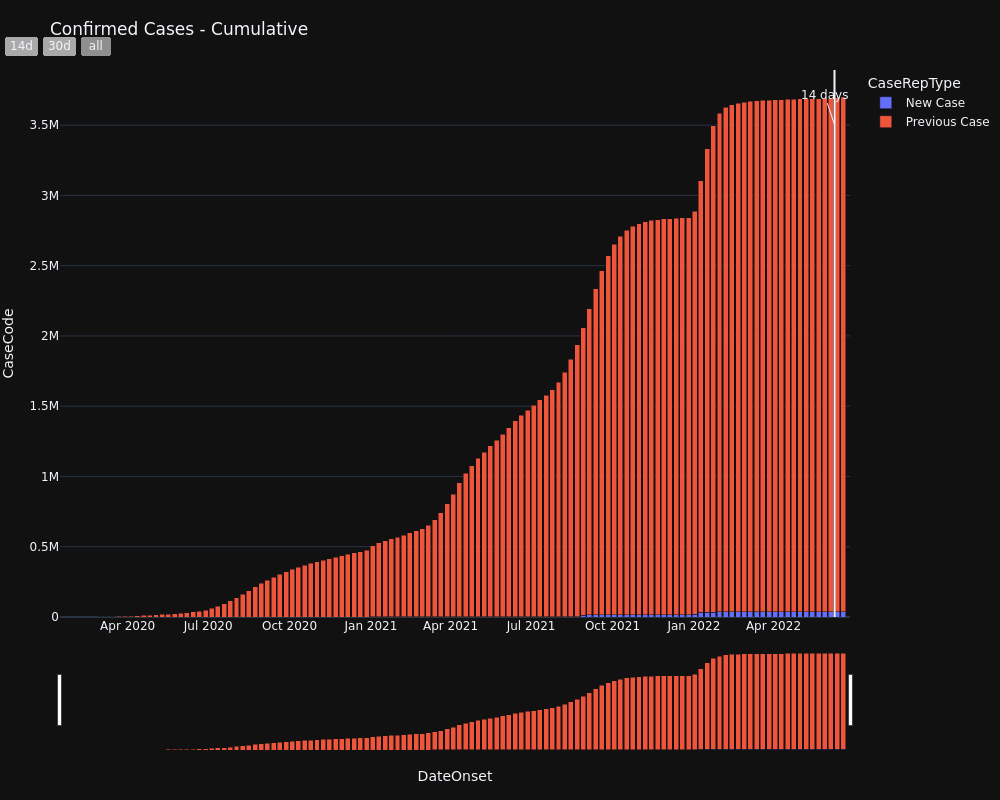 Confirmed Cases - Cumulative
14d 30d all
CaseRepType
New Case
Previous Case
14 days
CaseCode
3.5M
3M
2.5M
2M
1.5M
1M
0.5M
0
Apr 2020 Jul 2020 Oct 2020 Jan 2021 Apr 2021 Jul 2021 Oct 2021 Jan 2022 Apr 2022
DateOnset